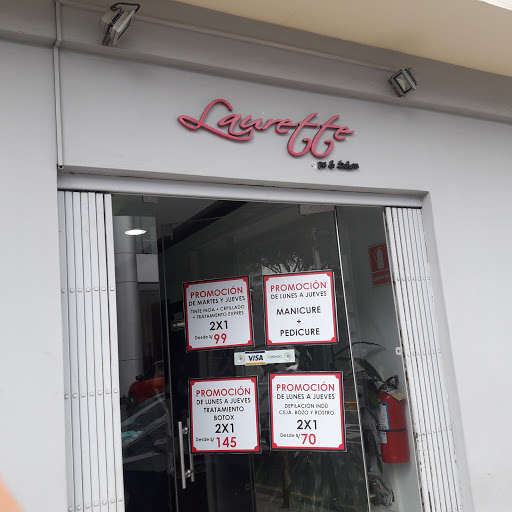 Laurette
PROMOCIÓN
DE MARTES Y JUEVES
TINTE INOA + CEPILLADO
+ TRATAMIENTO EXPRES
2X1
Desde S/ 99
PROMOCIÓN
DE LUNES A JUEVES
MANICURE
+
PEDICURE
VISA
CERRADO
PROMOCIÓN
DE LUNES A JUEVES
TRATAMIENTO
BOTOX
2X1
Desde S/ 145
PROMOCIÓN
DE LUNES A JUEVES
DEPILACIÓN INDÚ
CEJA, BOZO Y ROSTRO
2X1
Desde S/ 70